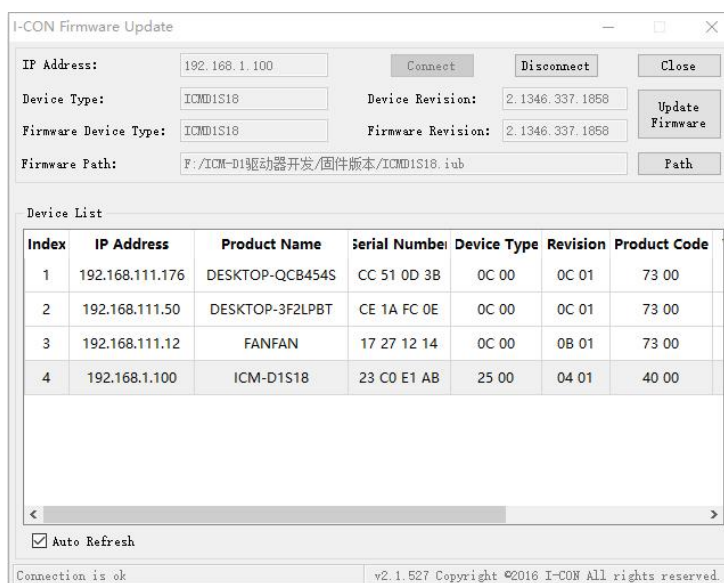 I-CON Firmware Update
IP Address: 192.168.1.100 Connect Disconnect Close
Device Type: ICMD1S18 Device Revision: 2.1346.337.1858 Update Firmware
Firmware Device Type: ICMD1S18 Firmware Revision: 2.1346.337.1858
Firmware Path: F:/ICM-D1驱动器开发/固件版本/ICMD1S18.iub Path
Device List
Index IP Address Product Name Serial Number Device Type Revision Product Code
1 192.168.111.176 DESKTOP-QCB454S CC 51 0D 3B 0C 00 0C 01 73 00
2 192.168.111.50 DESKTOP-3F2LPBT CE 1A FC 0E 0C 00 0C 01 73 00
3 192.168.111.12 FANFAN 17 27 12 14 0C 00 0B 01 73 00
4 192.168.1.100 ICM-D1S18 23 C0 E1 AB 25 00 04 01 40 00
Auto Refresh
Connection is ok v2.1.527 Copyright ©2016 I-CON All rights reserved